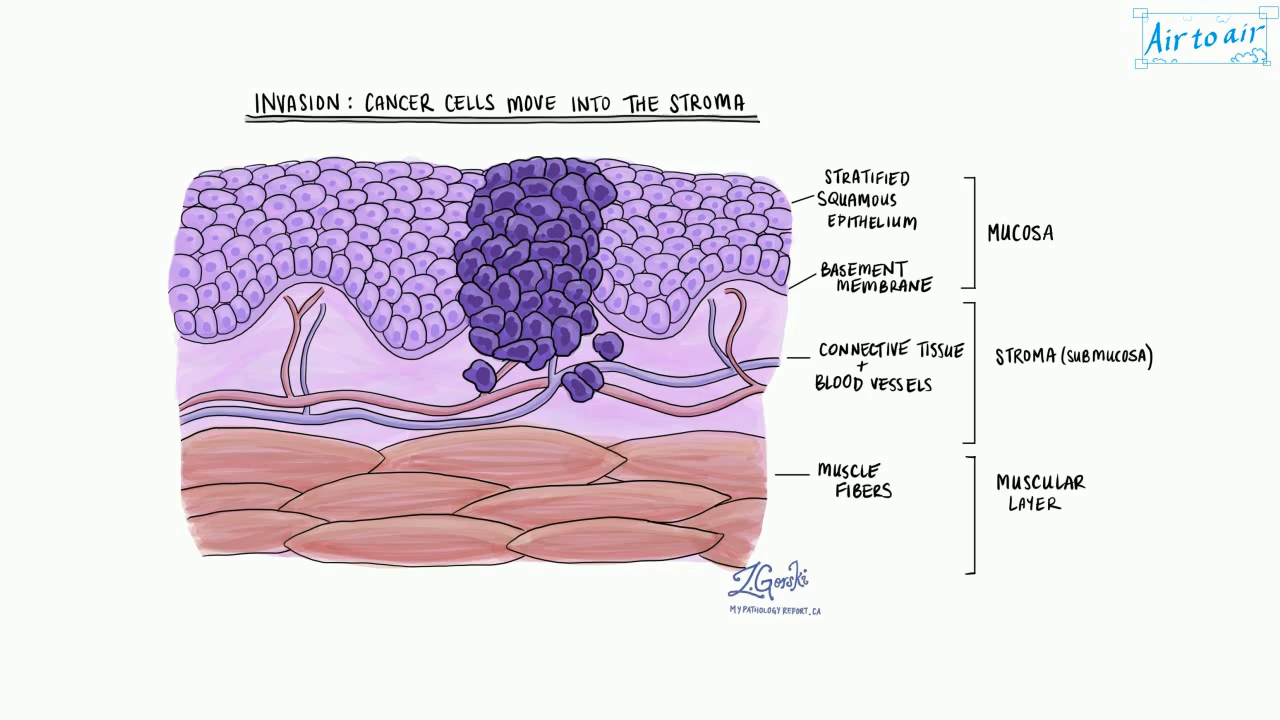 Air to air
INVASION: CANCER CELLS MOVE INTO THE STROMA
STRATIFIED
SQUAMOUS
EPITHELIUM
MUCOSA
BASEMENT
MEMBRANE
CONNECTIVE TISSUE
+
BLOOD VESSELS
STROMA (SUBMUCOSA)
MUSCLE
FIBERS
MUSCULAR
LAYER
Z.Gorski
MYPATHOLOGYREPORT.CA